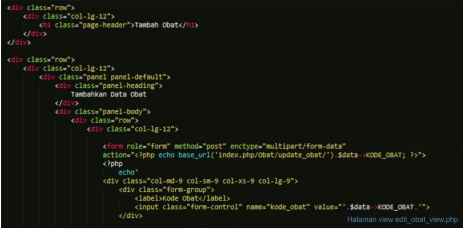 <div class="row">
<div class="col-lg-12">
<h1 class="page-header">Tambah Obat</h1>
</div>
</div>
<div class="row">
<div class="col-lg-12">
<div class="panel panel-default">
<div class="panel-heading">
Tambahkan Data Obat
</div>
<div class="panel-body">
<div class="row">
<div class="col-lg-12">
<form role="form" method="post" enctype="multipart/form-data"
action="<?php echo base_url('index.php/Obat/update_obat/').$data->KODE_OBAT; ?>">
<?php
echo'
<div class="col-md-9 col-sm-9 col-xs-9 col-lg-9">
<div class="form-group">
<label>Kode Obat</label>
<input class="form-control" name="kode_obat" value="'.$data->KODE_OBAT.'">
</div>
Halaman view edit_obat_view.php